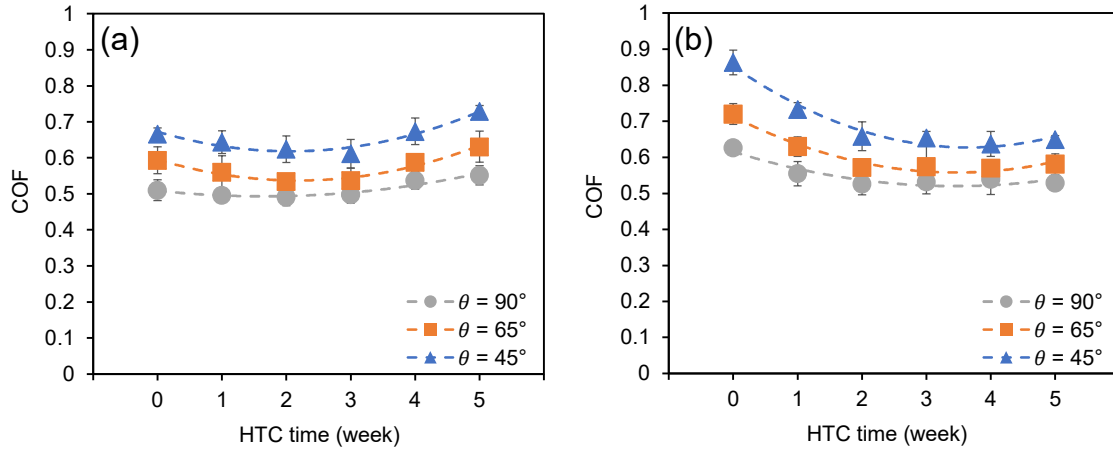 (a)
COF
1
0.9
0.8
0.7
0.6
0.5
0.4
0.3
0.2
0.1
0
0 1 2 3 4 5
HTC time (week)
θ = 90°
θ = 65°
θ = 45°
(b)
COF
1
0.9
0.8
0.7
0.6
0.5
0.4
0.3
0.2
0.1
0
0 1 2 3 4 5
HTC time (week)
θ = 90°
θ = 65°
θ = 45°